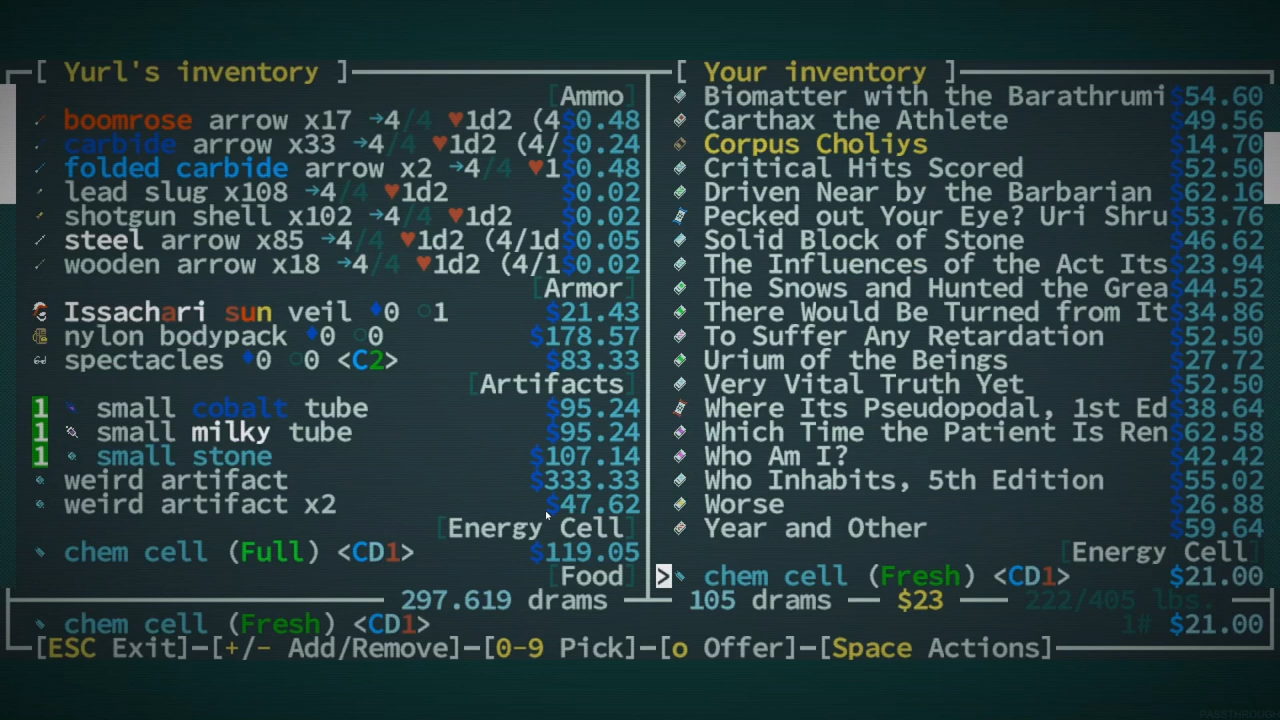 [ Yurl's inventory ]
[Ammo]
boomrose arrow x17 →4/4 ♥1d2 (4 $0.48
carbide arrow x33 →4/4 ♥1d2 (4/ $0.24
folded carbide arrow x2 →4/4 ♥1 $0.48
lead slug x108 →4/4 ♥1d2 $0.02
shotgun shell x102 →4/4 ♥1d2 $0.02
steel arrow x85 →4/4 ♥1d2 (4/1d $0.05
wooden arrow x18 →4/4 ♥1d2 (4/1 $0.02
[Armor]
Issachari sun veil ♦0 ○1 $21.43
nylon bodypack ♦0 ○0 $178.57
spectacles ♦0 ○0 <C2> $83.33
[Artifacts]
1 small cobalt tube $95.24
1 small milky tube $95.24
1 small stone $107.14
weird artifact $333.33
weird artifact x2 $47.62
[Energy Cell]
chem cell (Full) <CD1> $119.05
[Food]
297.619 drams
[ Your inventory ]
Biomatter with the Barathrumi $54.60
Carthax the Athlete $49.56
Corpus Choliys $14.70
Critical Hits Scored $52.50
Driven Near by the Barbarian $62.16
Pecked out Your Eye? Uri Shru $53.76
Solid Block of Stone $46.62
The Influences of the Act Its $23.94
The Snows and Hunted the Grea $44.52
There Would Be Turned from It $34.86
To Suffer Any Retardation $52.50
Urium of the Beings $27.72
Very Vital Truth Yet $52.50
Where Its Pseudopodal, 1st Ed $38.64
Which Time the Patient Is Ren $62.58
Who Am I? $42.42
Who Inhabits, 5th Edition $55.02
Worse $26.88
Year and Other $59.64
[Energy Cell]
> chem cell (Fresh) <CD1> $21.00
105 drams $23 222/405 lbs.
chem cell (Fresh) <CD1> 1# $21.00
[ESC Exit]—[+/- Add/Remove]—[0-9 Pick]—[o Offer]—[Space Actions]